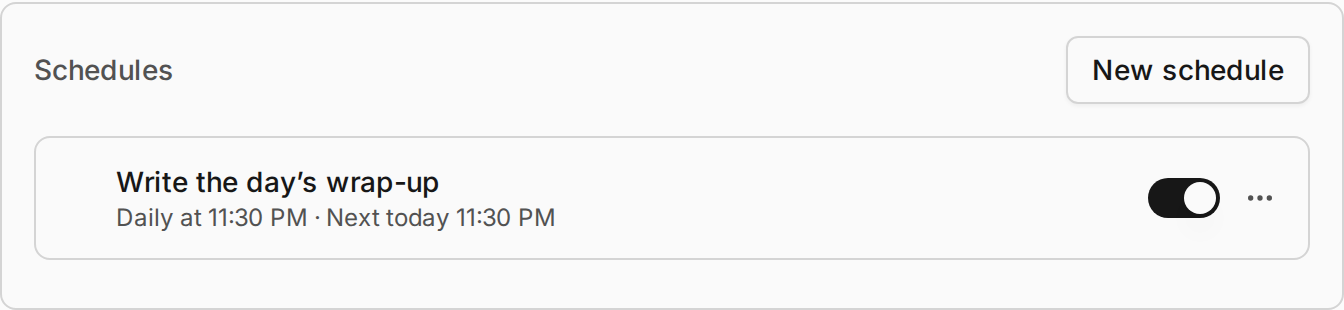 Schedules
New schedule
Write the day’s wrap-up
Daily at 11:30 PM · Next today 11:30 PM